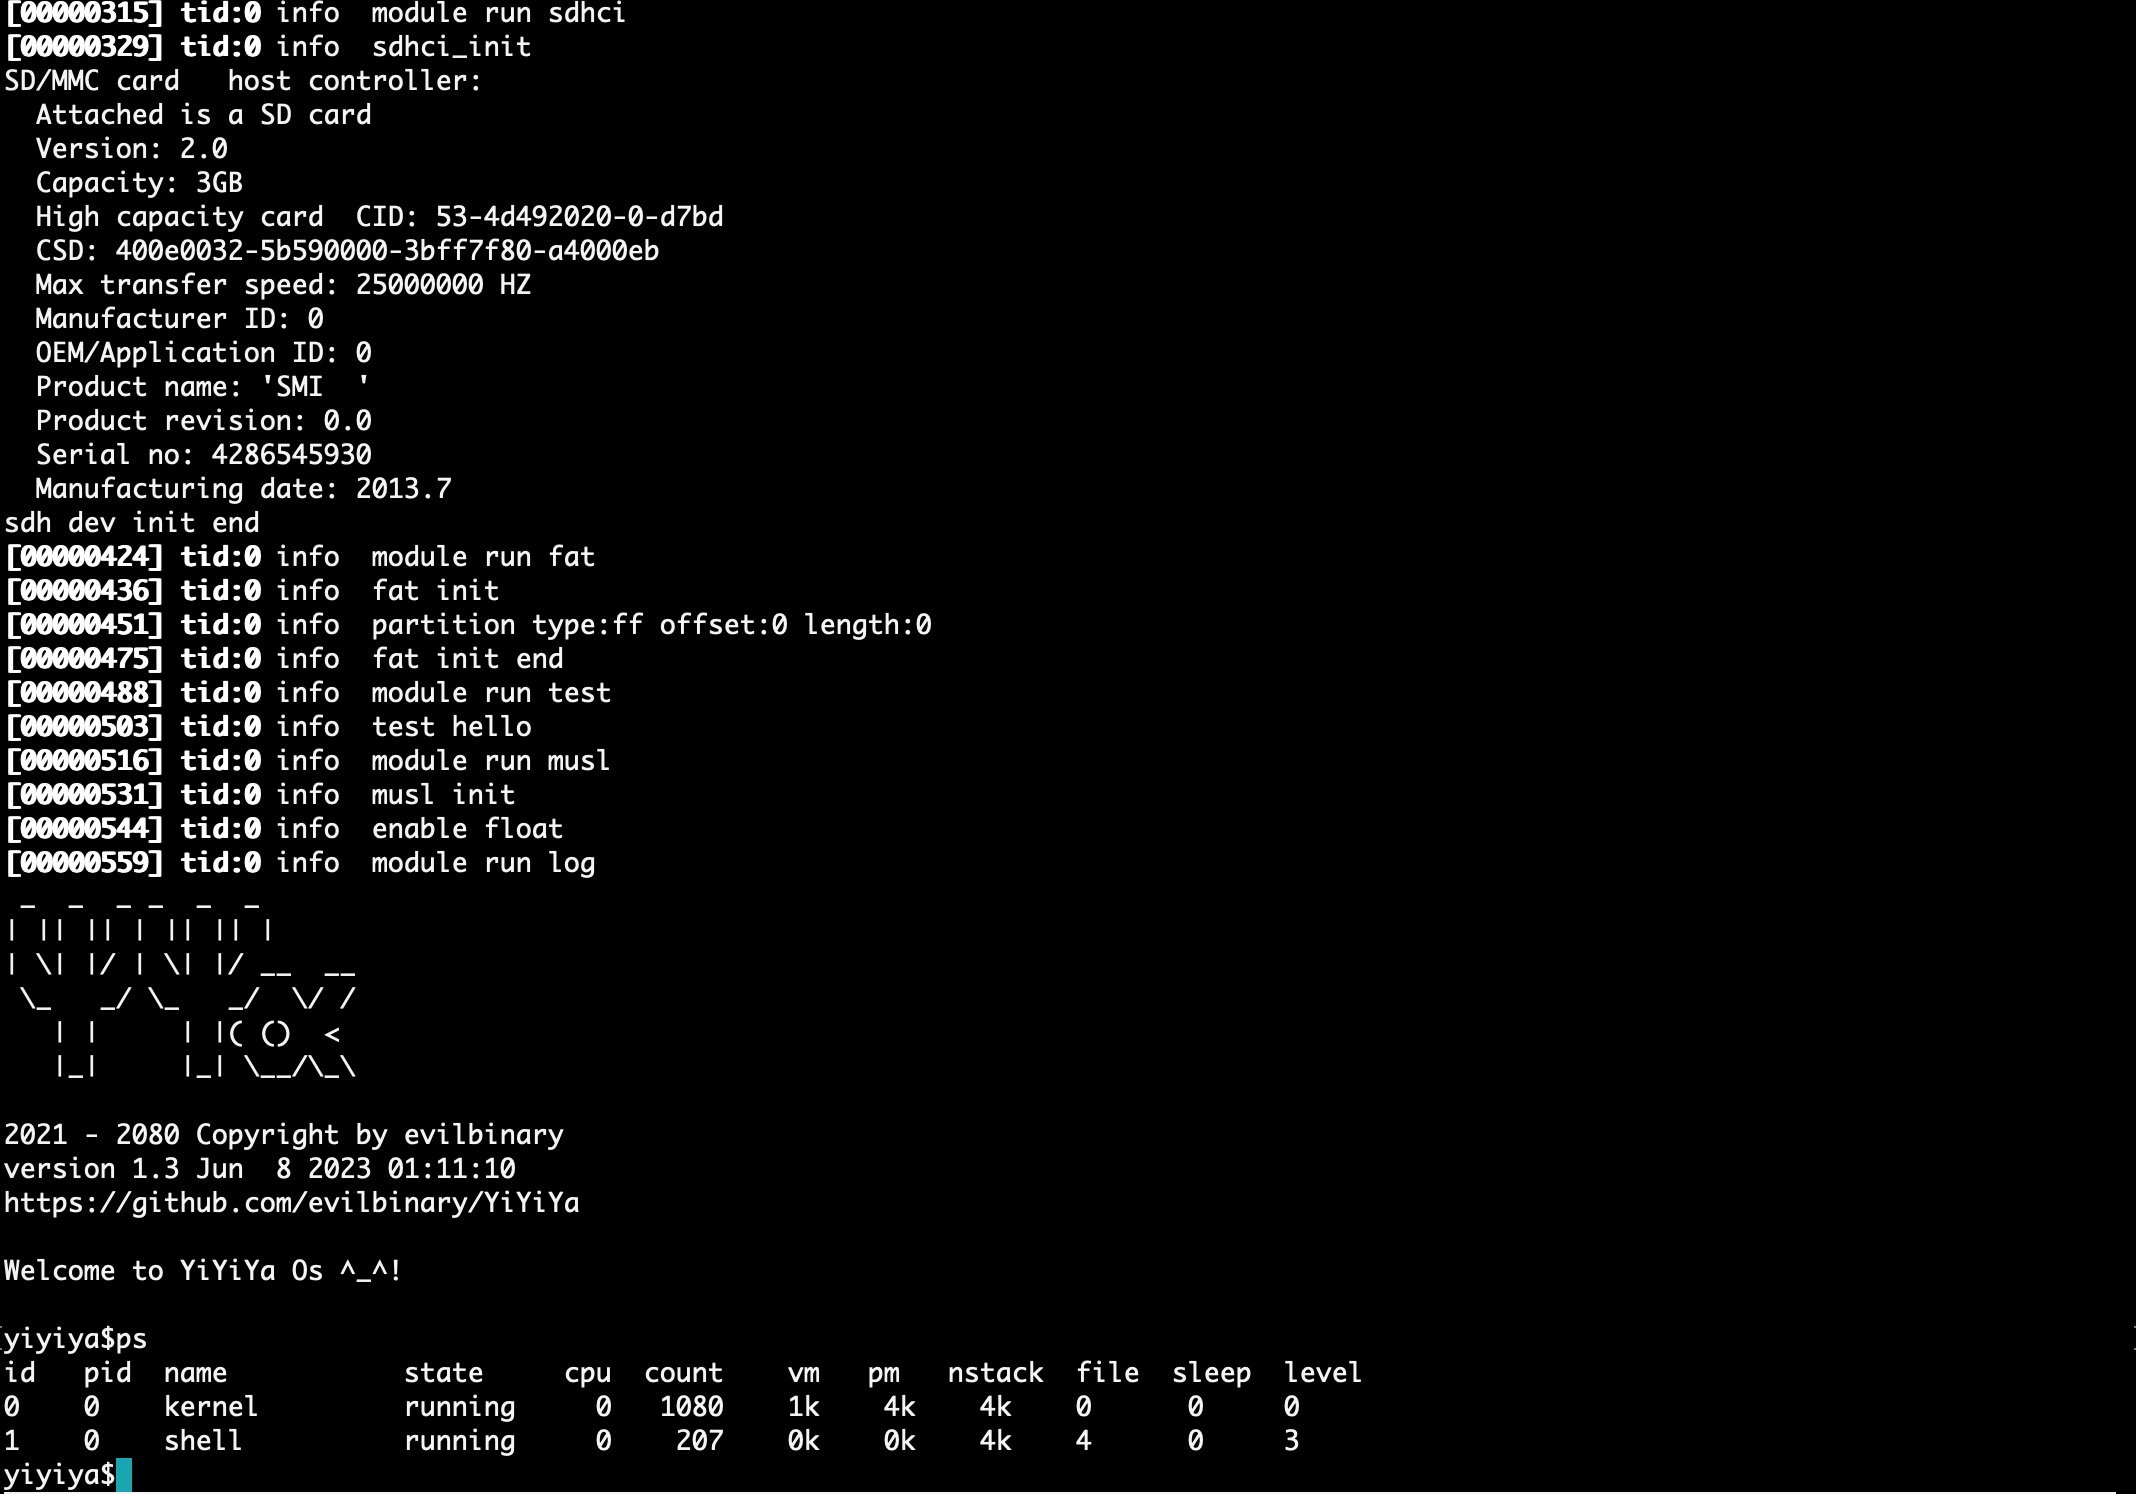 [00000315] tid:0 info  module run sdhci
[00000329] tid:0 info  sdhci_init
SD/MMC card   host controller:
  Attached is a SD card
  Version: 2.0
  Capacity: 3GB
  High capacity card  CID: 53-4d492020-0-d7bd
  CSD: 400e0032-5b590000-3bff7f80-a4000eb
  Max transfer speed: 25000000 HZ
  Manufacturer ID: 0
  OEM/Application ID: 0
  Product name: 'SMI  '
  Product revision: 0.0
  Serial no: 4286545930
  Manufacturing date: 2013.7
sdh dev init end
[00000424] tid:0 info  module run fat
[00000436] tid:0 info  fat init
[00000451] tid:0 info  partition type:ff offset:0 length:0
[00000475] tid:0 info  fat init end
[00000488] tid:0 info  module run test
[00000503] tid:0 info  test hello
[00000516] tid:0 info  module run musl
[00000531] tid:0 info  musl init
[00000544] tid:0 info  enable float
[00000559] tid:0 info  module run log
 _  _  _ _  _  _
| || || | || || |
| \| |/ | \| |/ __  __
 \_   _/ \_   _/  \/ /
   | |     | |( ()  <
   |_|     |_| \__/\_\
2021 - 2080 Copyright by evilbinary
version 1.3 Jun  8 2023 01:11:10
https://github.com/evilbinary/YiYiYa
Welcome to YiYiYa Os ^_^!
yiyiya$ps
id   pid  name           state     cpu  count    vm   pm   nstack  file  sleep  level
0    0    kernel         running     0   1080    1k    4k    4k    0      0     0
1    0    shell          running     0    207    0k    0k    4k    4      0     3
yiyiya$